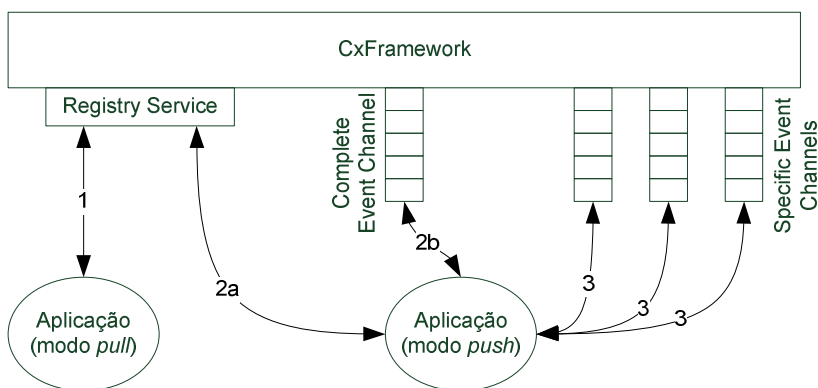 CxFramework
Registry Service
Complete
Event Channel
Specific Event
Channels
1
2a
2b
3
3
3
Aplicação
(modo pull)
Aplicação
(modo push)